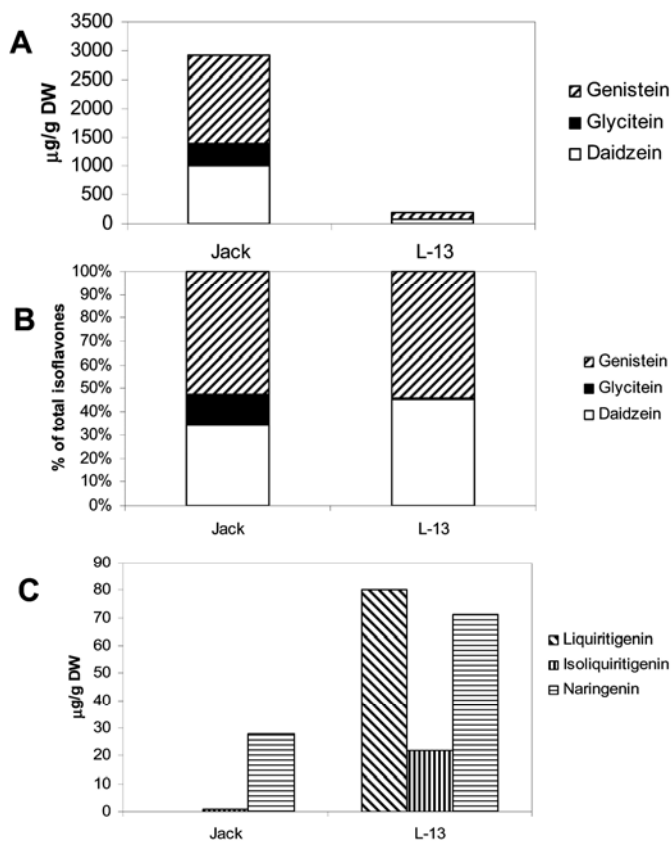 A
3500
3000
2500
2000
1500
1000
500
0
μg/g DW
Jack
L-13
Genistein
Glycitein
Daidzein
B
100%
90%
80%
70%
60%
50%
40%
30%
20%
10%
0%
% of total isoflavones
Jack
L-13
Genistein
Glycitein
Daidzein
C
90
80
70
60
50
40
30
20
10
0
μg/g DW
Jack
L-13
Liquiritigenin
Isoliquiritigenin
Naringenin